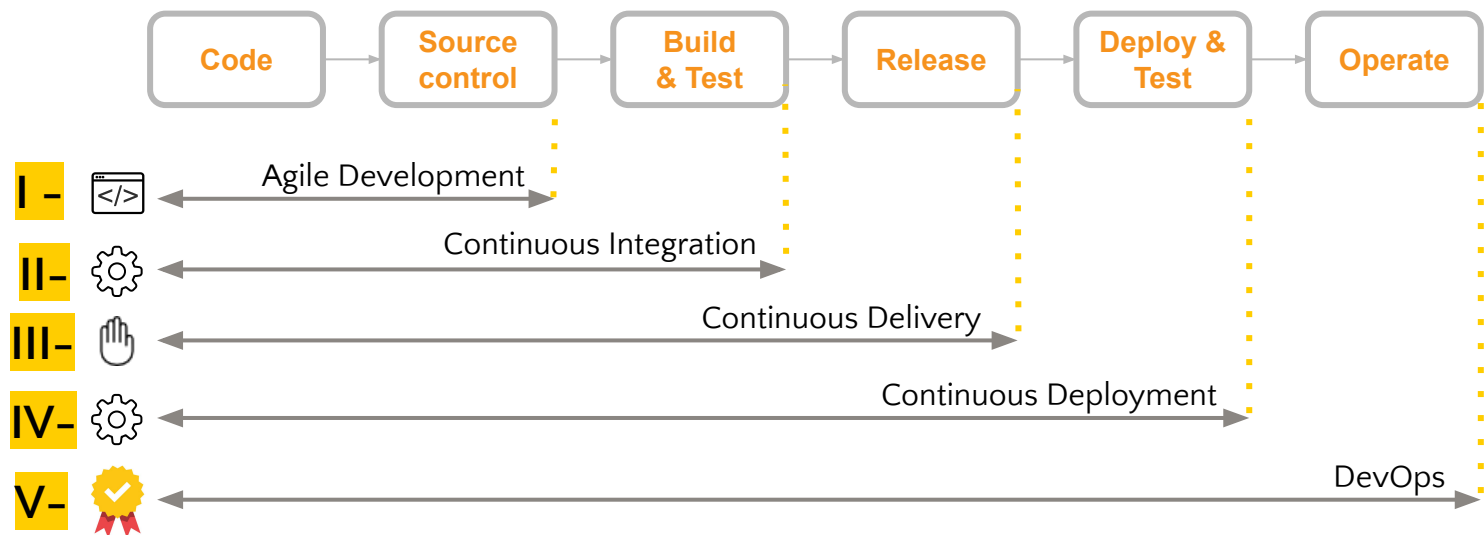 Code
Source
control
Build
& Test
Release
Deploy &
Test
Operate
I -
</>
Agile Development
II-
Continuous Integration
III-
Continuous Delivery
IV-
Continuous Deployment
V-
DevOps